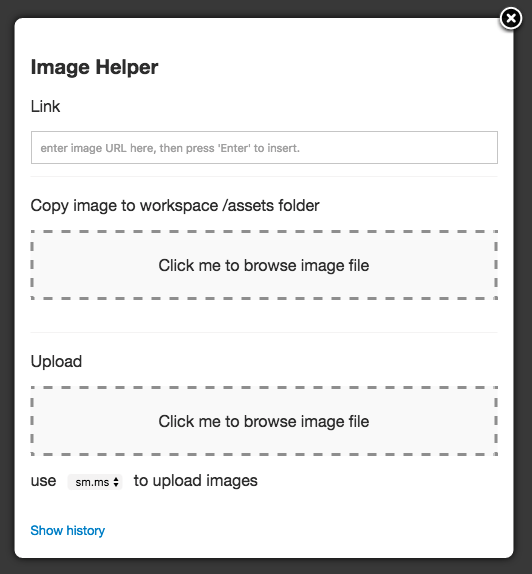 Image Helper
Link
enter image URL here, then press 'Enter' to insert.
Copy image to workspace /assets folder
Click me to browse image file
Upload
Click me to browse image file
use sm.ms to upload images
Show history